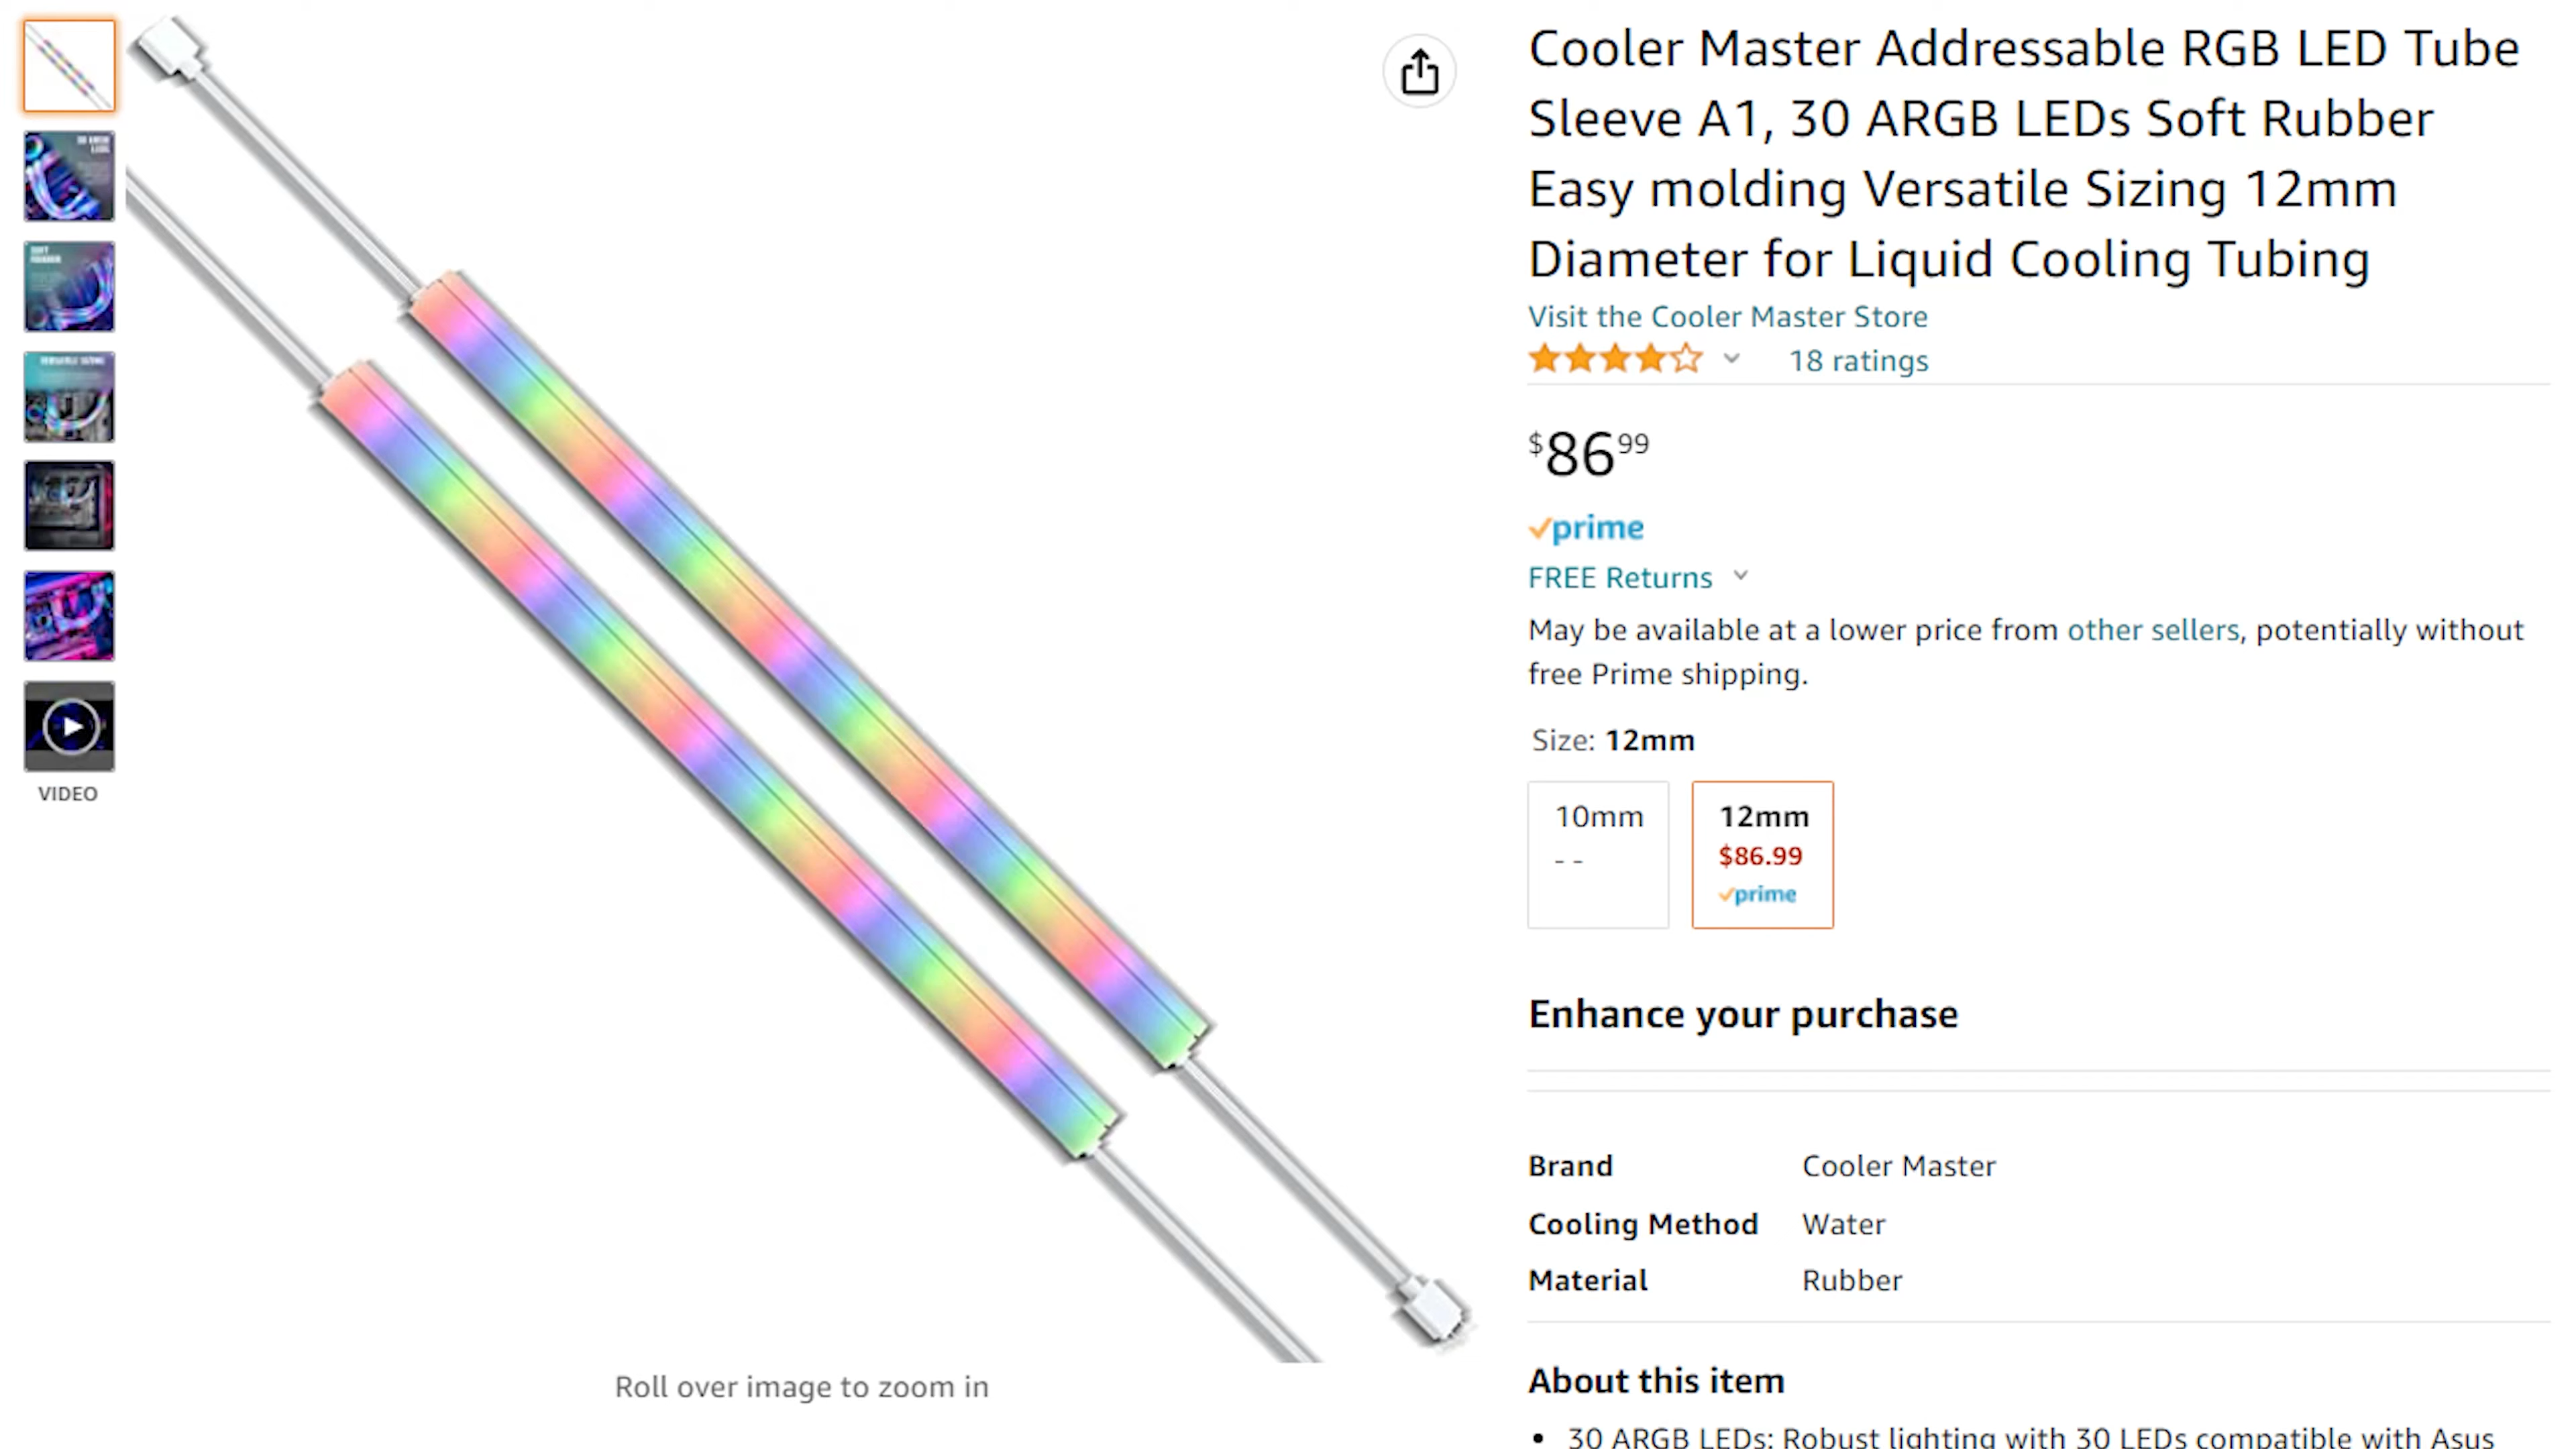 Cooler Master Addressable RGB LED Tube
Sleeve A1, 30 ARGB LEDs Soft Rubber
Easy molding Versatile Sizing 12mm
Diameter for Liquid Cooling Tubing
Visit the Cooler Master Store
18 ratings
$86.99
prime
FREE Returns
May be available at a lower price from other sellers, potentially without
free Prime shipping.
Size: 12mm
10mm
--
12mm
$86.99
prime
Enhance your purchase
Brand Cooler Master
Cooling Method Water
Material Rubber
About this item
• 30 ARGB LEDs: Robust lighting with 30 LEDs compatible with Asus
VIDEO
Roll over image to zoom in